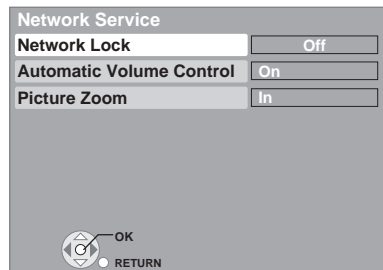 Network Service
Network Lock Off
Automatic Volume Control On
Picture Zoom In
OK
RETURN